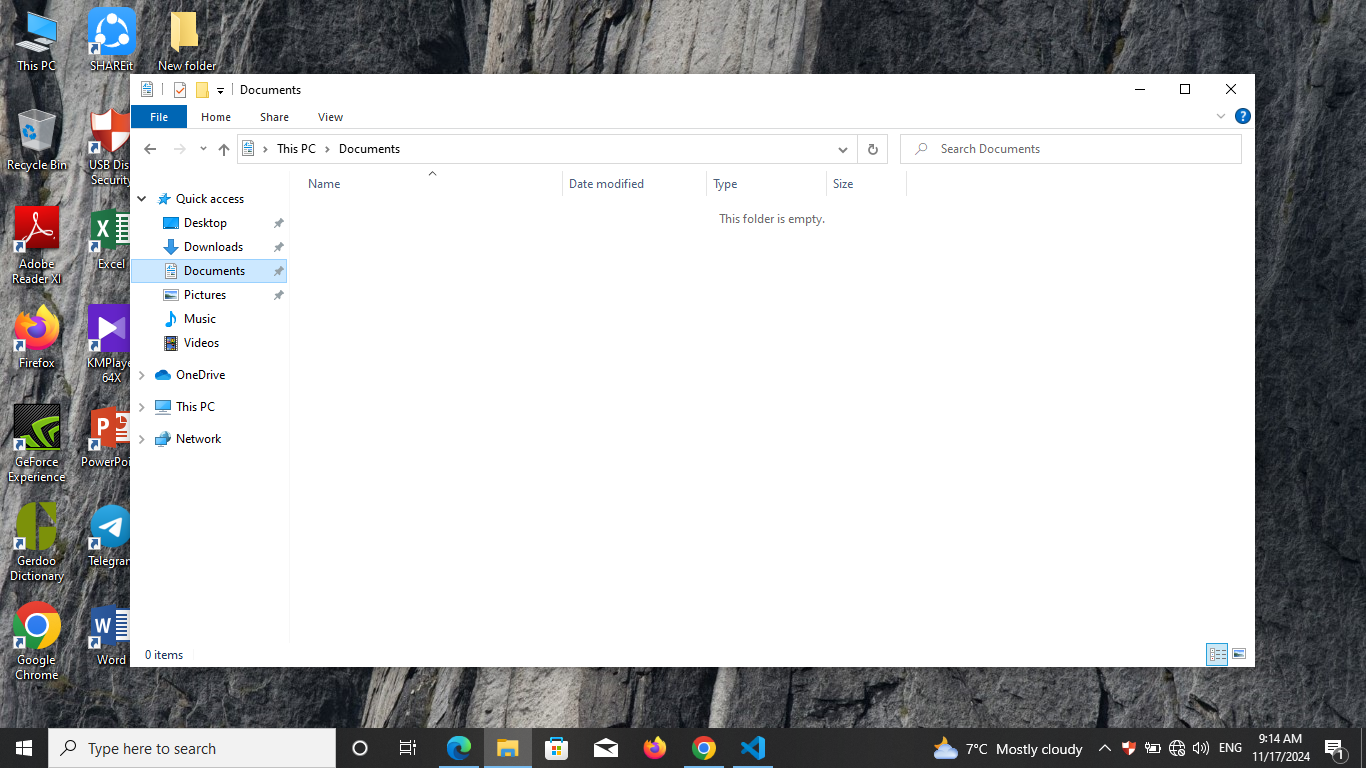 This PC
SHAREit
New folder
Recycle Bin
USB Dis
Security
Adobe
Reader XI
Excel
Firefox
KMPlaye
64X
GeForce
Experience
PowerPoi
Gerdoo
Dictionary
Telegram
Google
Chrome
Word
Documents
File
Home
Share
View
?
This PC
Documents
Search Documents
Name
Date modified
Type
Size
This folder is empty.
Quick access
Desktop
Downloads
Documents
Pictures
Music
Videos
OneDrive
This PC
Network
0 items
Type here to search
7°C Mostly cloudy
ENG
9:14 AM
11/17/2024
1